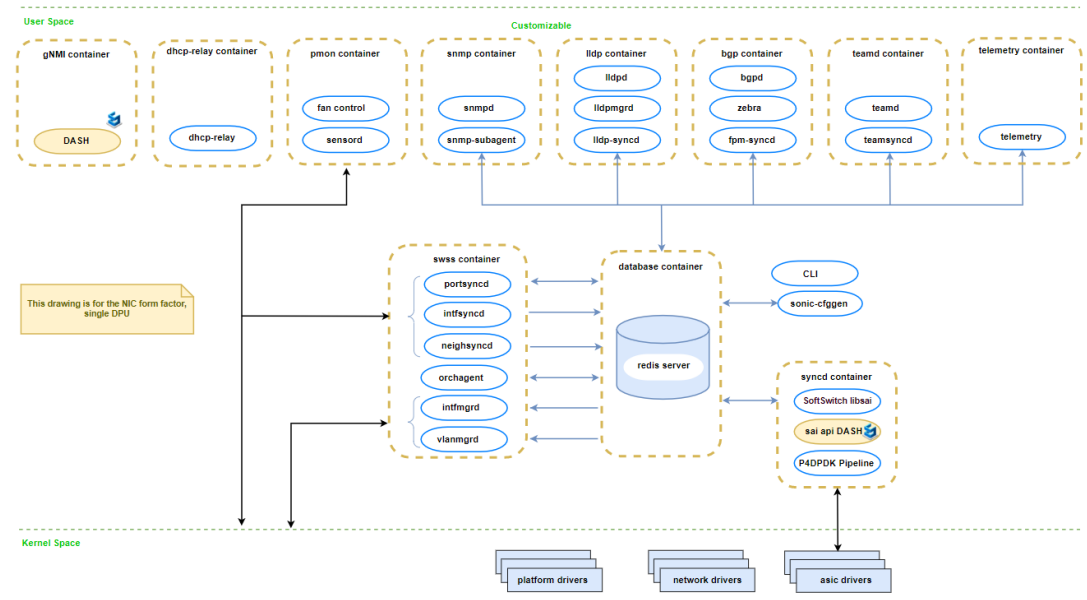 User Space
Customizable
gNMI container
DASH
dhcp-relay container
dhcp-relay
pmon container
fan control
sensord
snmp container
snmpd
snmp-subagent
lldp container
lldpd
lldpmgrd
lldp-syncd
bgp container
bgpd
zebra
fpm-syncd
teamd container
teamd
teamsyncd
telemetry container
telemetry
This drawing is for the NIC form factor,
single DPU
swss container
portsyncd
intfsyncd
neighsyncd
orchagent
intfmgrd
vlanmgrd
database container
redis server
CLI
sonic-cfggen
syncd container
SoftSwitch libsai
sai api DASH
P4DPDK Pipeline
Kernel Space
platform drivers
network drivers
asic drivers